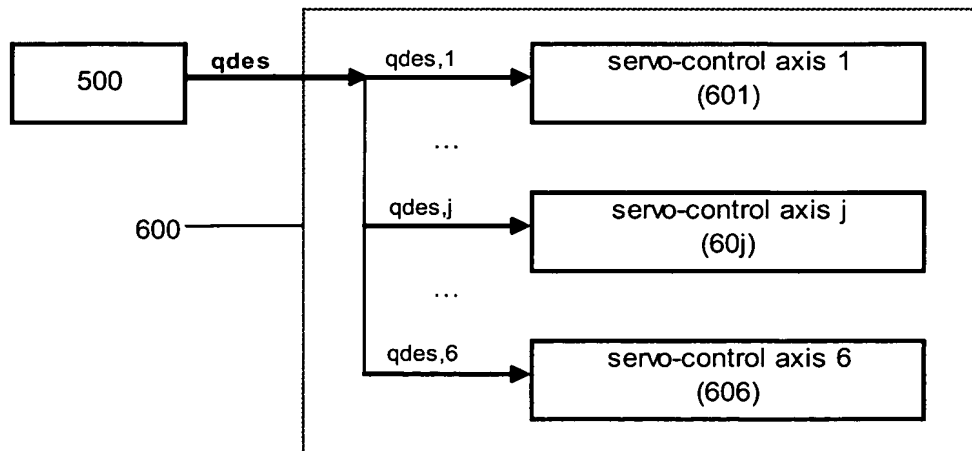 500
qdes
qdes,1
servo-control axis 1
(601)
...
qdes,j
servo-control axis j
(60j)
600
...
qdes,6
servo-control axis 6
(606)